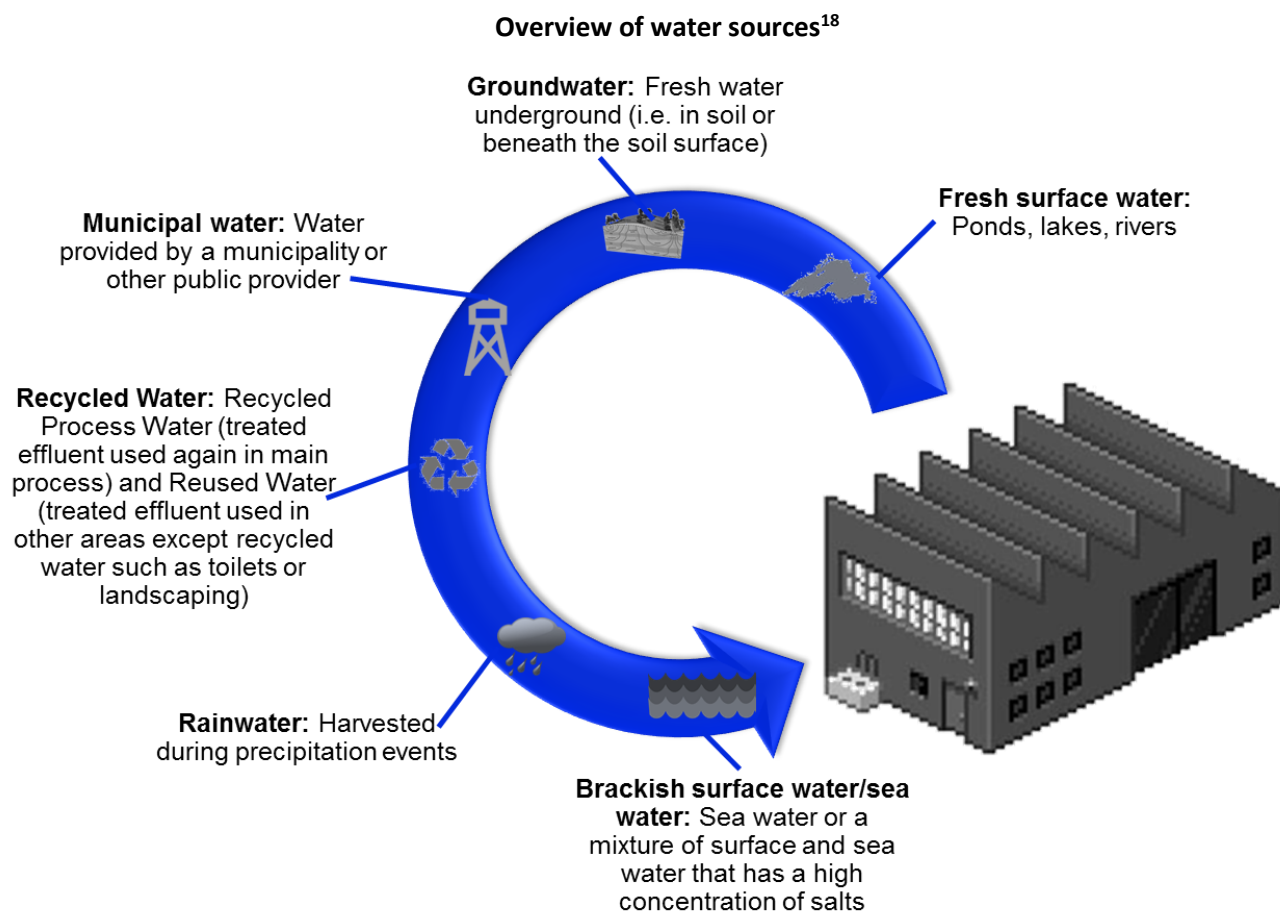 Overview of water sources18
Groundwater: Fresh water
underground (i.e. in soil or
beneath the soil surface)
Fresh surface water:
Ponds, lakes, rivers
Municipal water: Water
provided by a municipality or
other public provider
Recycled Water: Recycled
Process Water (treated
effluent used again in main
process) and Reused Water
(treated effluent used in
other areas except recycled
water such as toilets or
landscaping)
Rainwater: Harvested
during precipitation events
Brackish surface water/sea
water: Sea water or a
mixture of surface and sea
water that has a high
concentration of salts